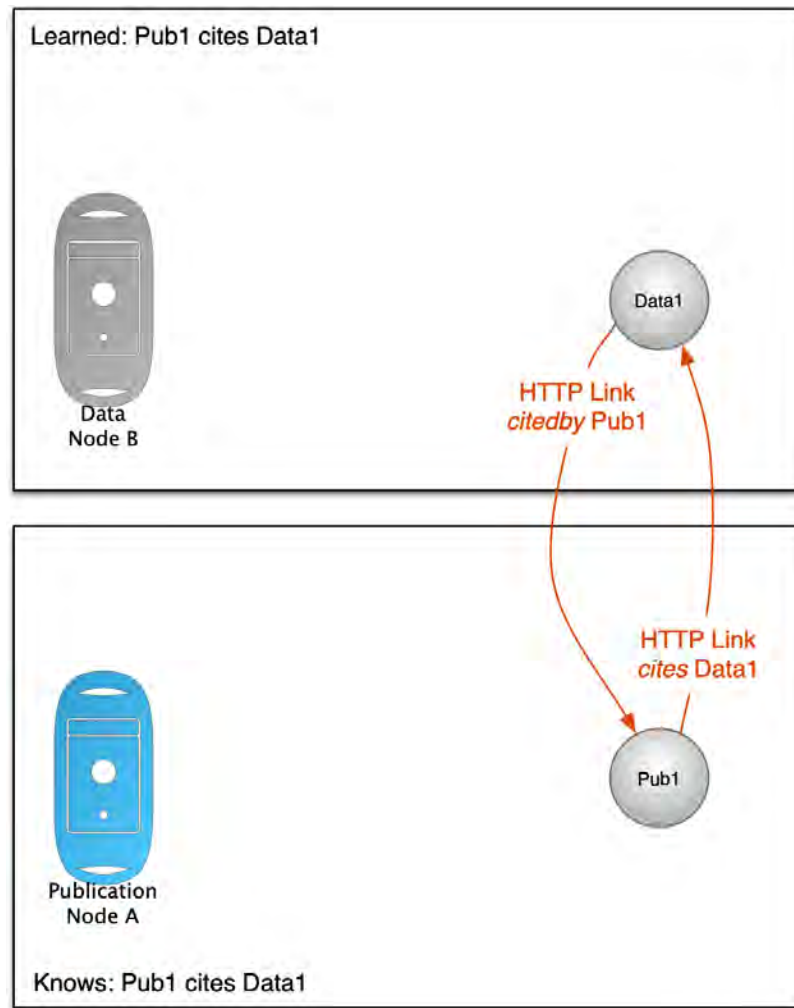 Learned: Pub1 cites Data1
Data1
HTTP Link
citedby Pub1
Data
Node B
HTTP Link
cites Data1
Pub1
Publication
Node A
Knows: Pub1 cites Data1